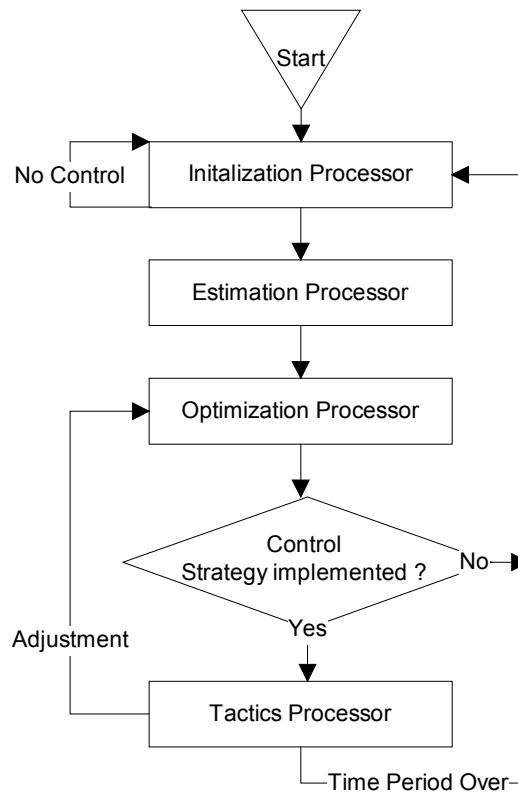 Start
No Control
Initalization Processor
Estimation Processor
Optimization Processor
Control
Strategy implemented ?
No
Yes
Adjustment
Tactics Processor
Time Period Over